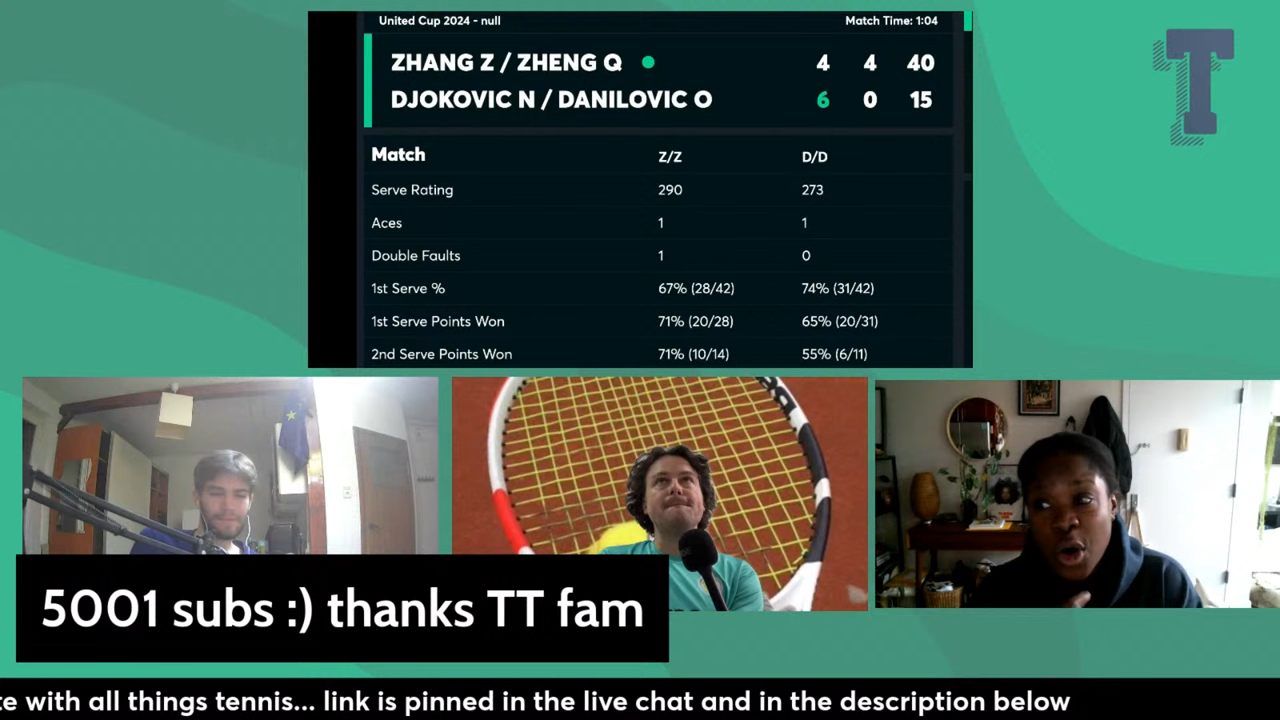 United Cup 2024 - null Match Time: 1:04
ZHANG Z / ZHENG Q 4 4 40
DJOKOVIC N / DANILOVIC O 6 0 15
Match Z/Z D/D
Serve Rating 290 273
Aces 1 1
Double Faults 1 0
1st Serve % 67% (28/42) 74% (31/42)
1st Serve Points Won 71% (20/28) 65% (20/31)
2nd Serve Points Won 71% (10/14) 55% (6/11)
T
5001 subs :) thanks TT fam
te with all things tennis... link is pinned in the live chat and in the description below